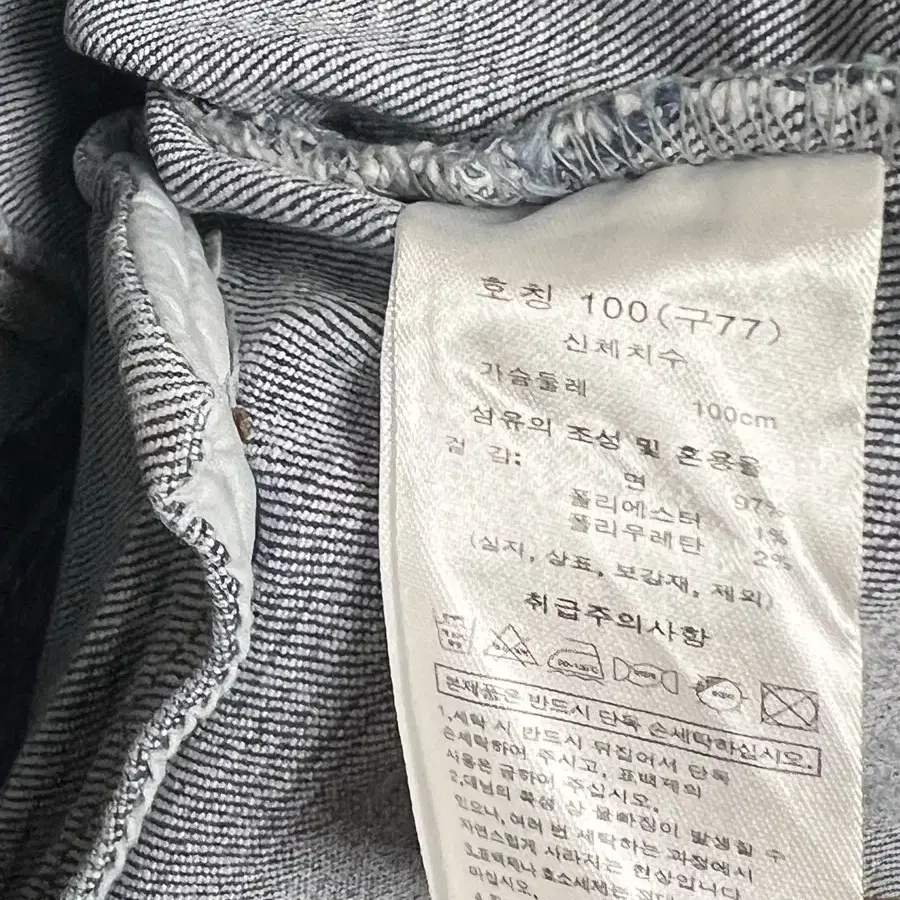 호칭 100(구77)
신체치수
가슴둘레 100cm
섬유의 조성 및 혼용율
겉 감: 면 97%
폴리에스터 1%
폴리우레탄 2%
(심지, 상표, 보강재, 제외)
취급주의사항
본제품은 반드시 단독 손세탁하십시오.
1.세탁 시 반드시 뒤집어서 단독
손세탁하여 주시고, 표백제의
사용은 금하여 주십시오.
2.데님의 특성 상 물빠짐이 발생될 수
있으나, 여러 번 세탁하는 과정에서
자연스럽게 사라지는 현상입니다
3.표백제나 효소세제는 절대
마십시오.